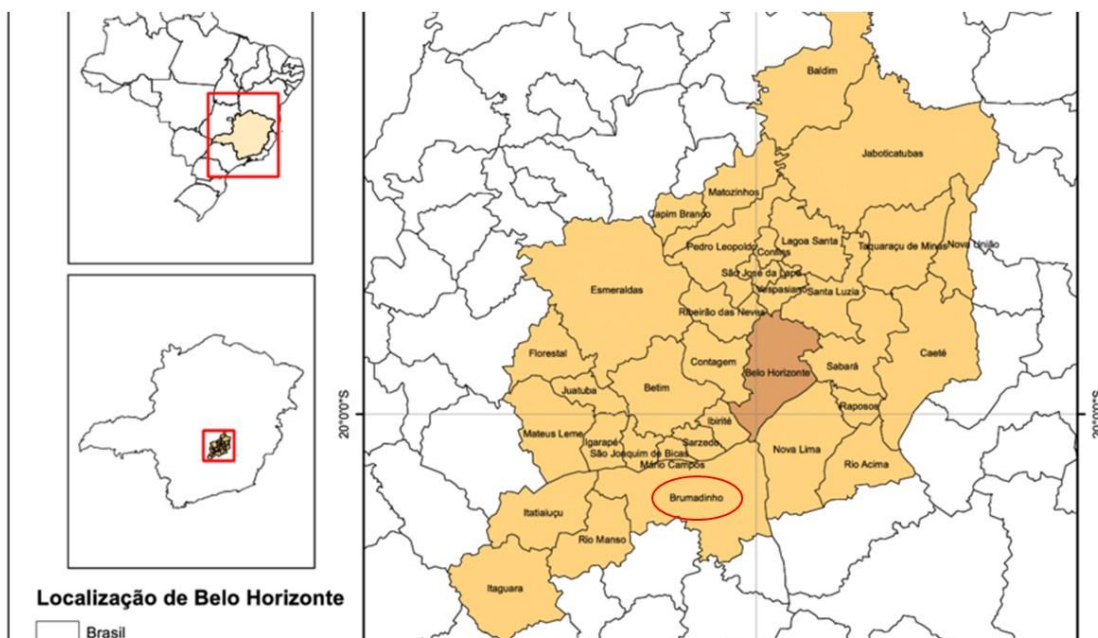 Baldim
Jaboticatubas
Matozinhos
Capim Branco
Pedro Leopoldo
Lagoa Santa
Confins
Taquaraçu de Minas
Nova União
São José da Lapa
Esmeraldas
Vespasiano
Santa Luzia
Ribeirão das Neves
Florestal
Contagem
Caeté
Belo Horizonte
Sabará
Juatuba
Betim
Raposos
20°0'0"S
20°0'0"S
Ibirité
Mateus Leme
Igarapé
Sarzedo
Nova Lima
São Joaquim de Bicas
Mário Campos
Rio Acima
Brumadinho
Itatiaiuçu
Rio Manso
Itaguara
Localização de Belo Horizonte
Brasil